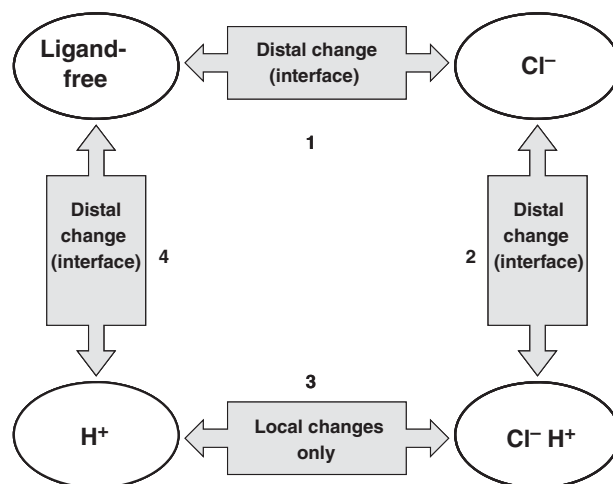 Ligand-
free
Distal change
(interface)
Cl⁻
1
Distal
change
(interface)
4
2
Distal
change
(interface)
3
H⁺
Local changes
only
Cl⁻ H⁺